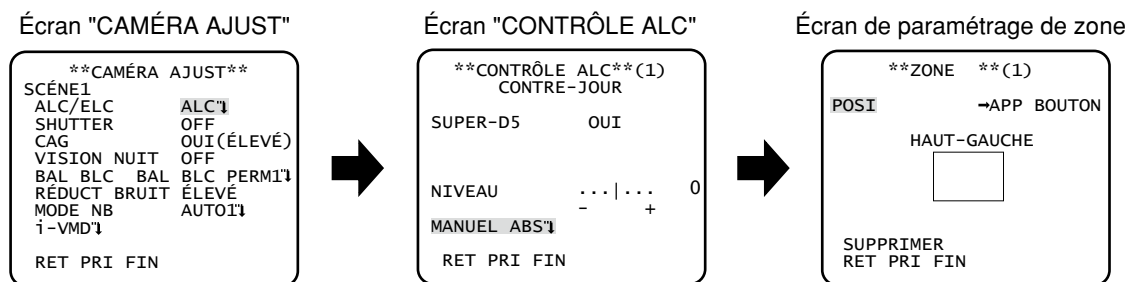 Écran "CAMÉRA AJUST"
**CAMÉRA AJUST**
SCÉNE1
ALC/ELC ALC
SHUTTER OFF
CAG OUI(ÉLEVÉ)
VISION NUIT OFF
BAL BLC BAL BLC PERM1
RÉDUCT BRUIT ÉLEVÉ
MODE NB AUTO1
i-VMD
RET PRI FIN
Écran "CONTRÔLE ALC"
**CONTRÔLE ALC**(1)
CONTRE-JOUR
SUPER-D5 OUI
NIVEAU ...|... 0
- +
MANUEL ABS
RET PRI FIN
Écran de paramétrage de zone
**ZONE **(1)
POSI →APP BOUTON
HAUT-GAUCHE
SUPPRIMER
RET PRI FIN